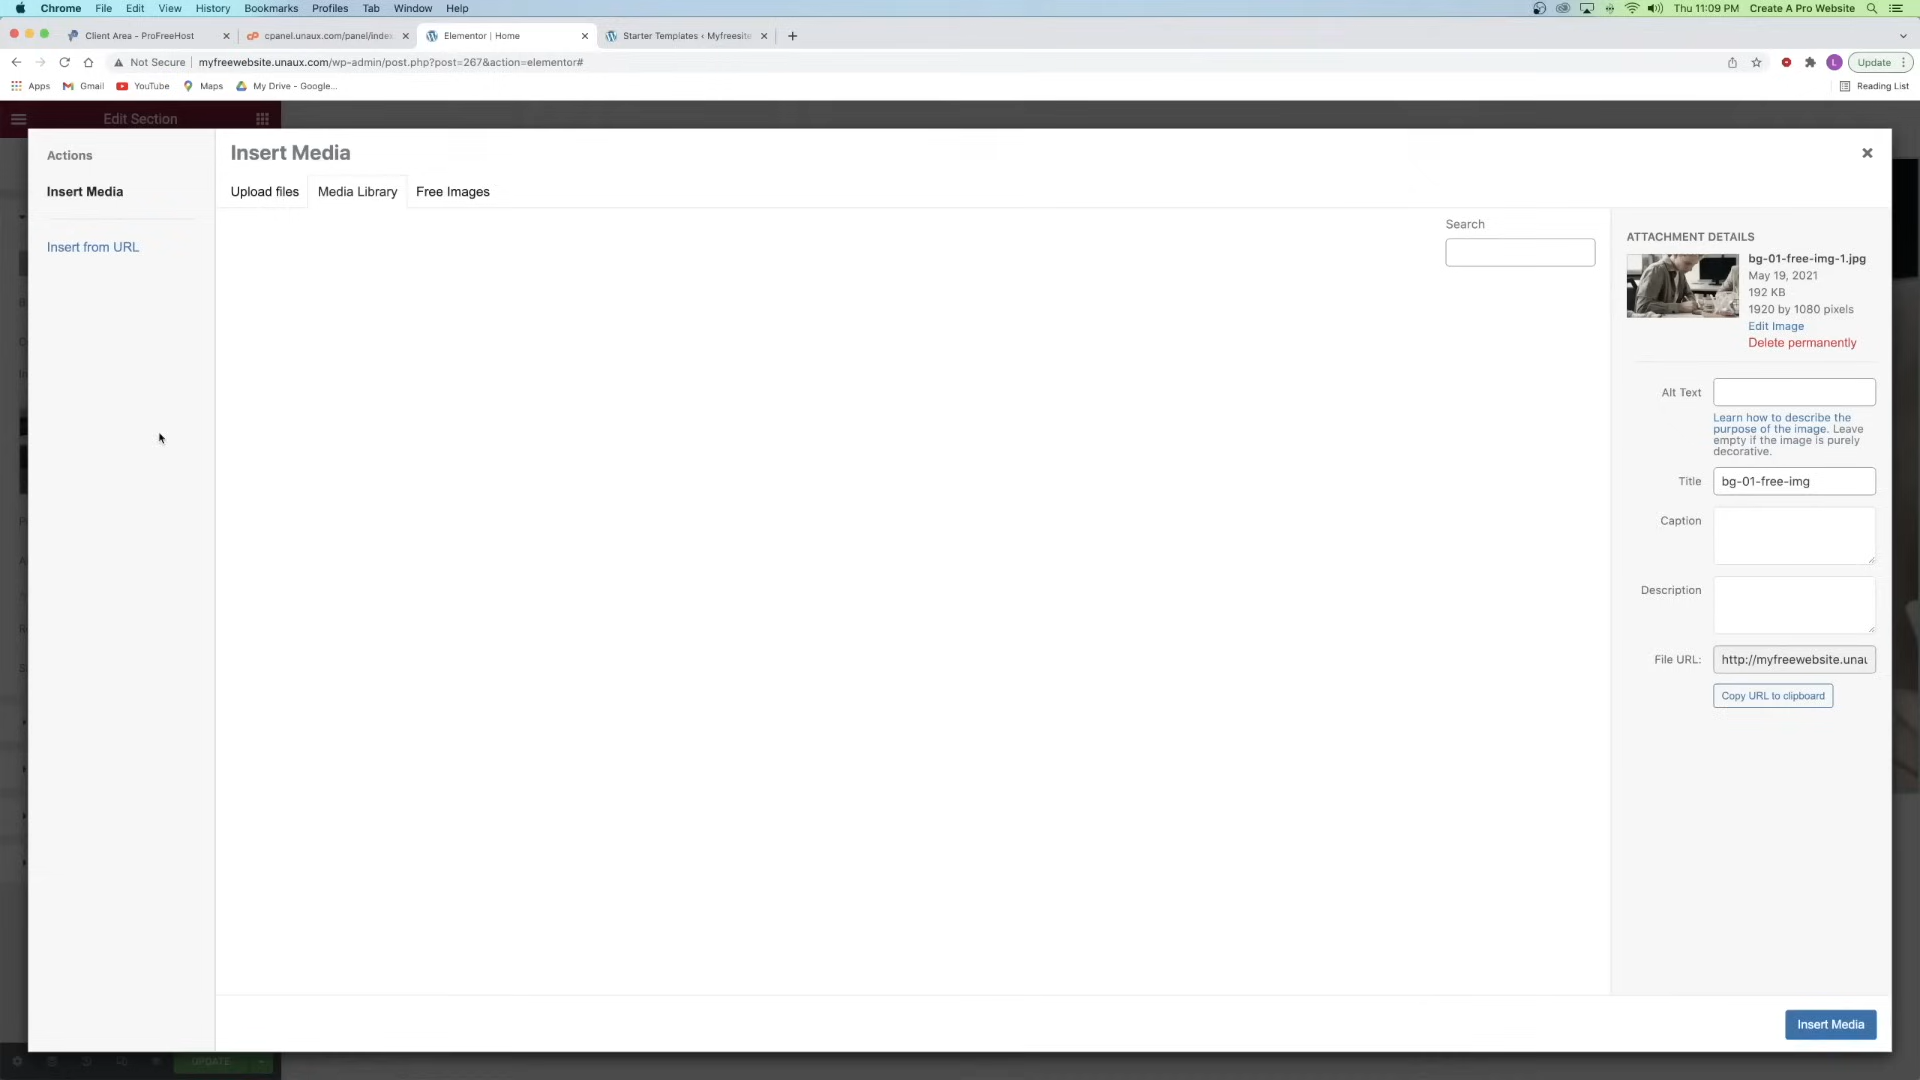 Chrome File Edit View History Bookmarks Profiles Tab Window Help
Thu 11:09 PM Create A Pro Website
Client Area - ProFreeHost
cpanel.unaux.com/panel/index
Elementor | Home
Starter Templates ‹ Myfreesite
Not Secure
myfreewebsite.unaux.com/wp-admin/post.php?post=267&action=elementor#
Update
Apps Gmail YouTube Maps My Drive - Google...
Reading List
Edit Section
Actions
Insert Media
Insert from URL
Insert Media
Upload files Media Library Free Images
Search
ATTACHMENT DETAILS
bg-01-free-img-1.jpg
May 19, 2021
192 KB
1920 by 1080 pixels
Edit Image
Delete permanently
Alt Text
Learn how to describe the
purpose of the image. Leave
empty if the image is purely
decorative.
Title
bg-01-free-img
Caption
Description
File URL:
http://myfreewebsite.unau
Copy URL to clipboard
Insert Media
UPDATE